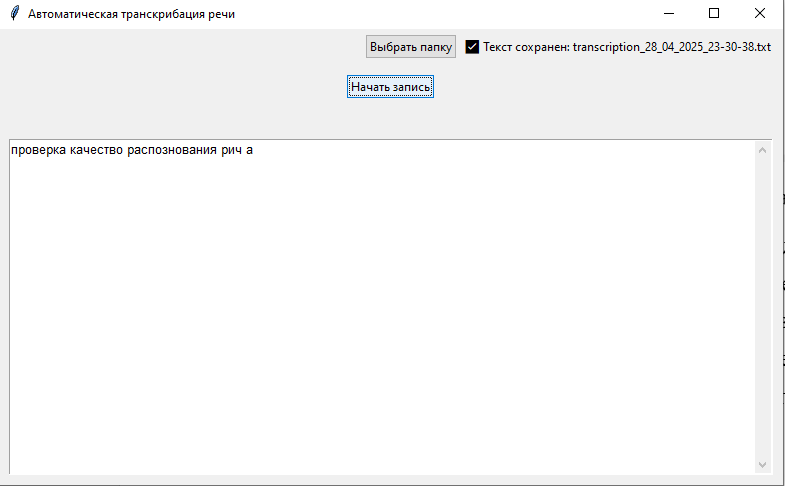 Автоматическая транскрибация речи
Выбрать папку Текст сохранен: transcription_28_04_2025_23-30-38.txt
Начать запись
проверка качество распознования рич а